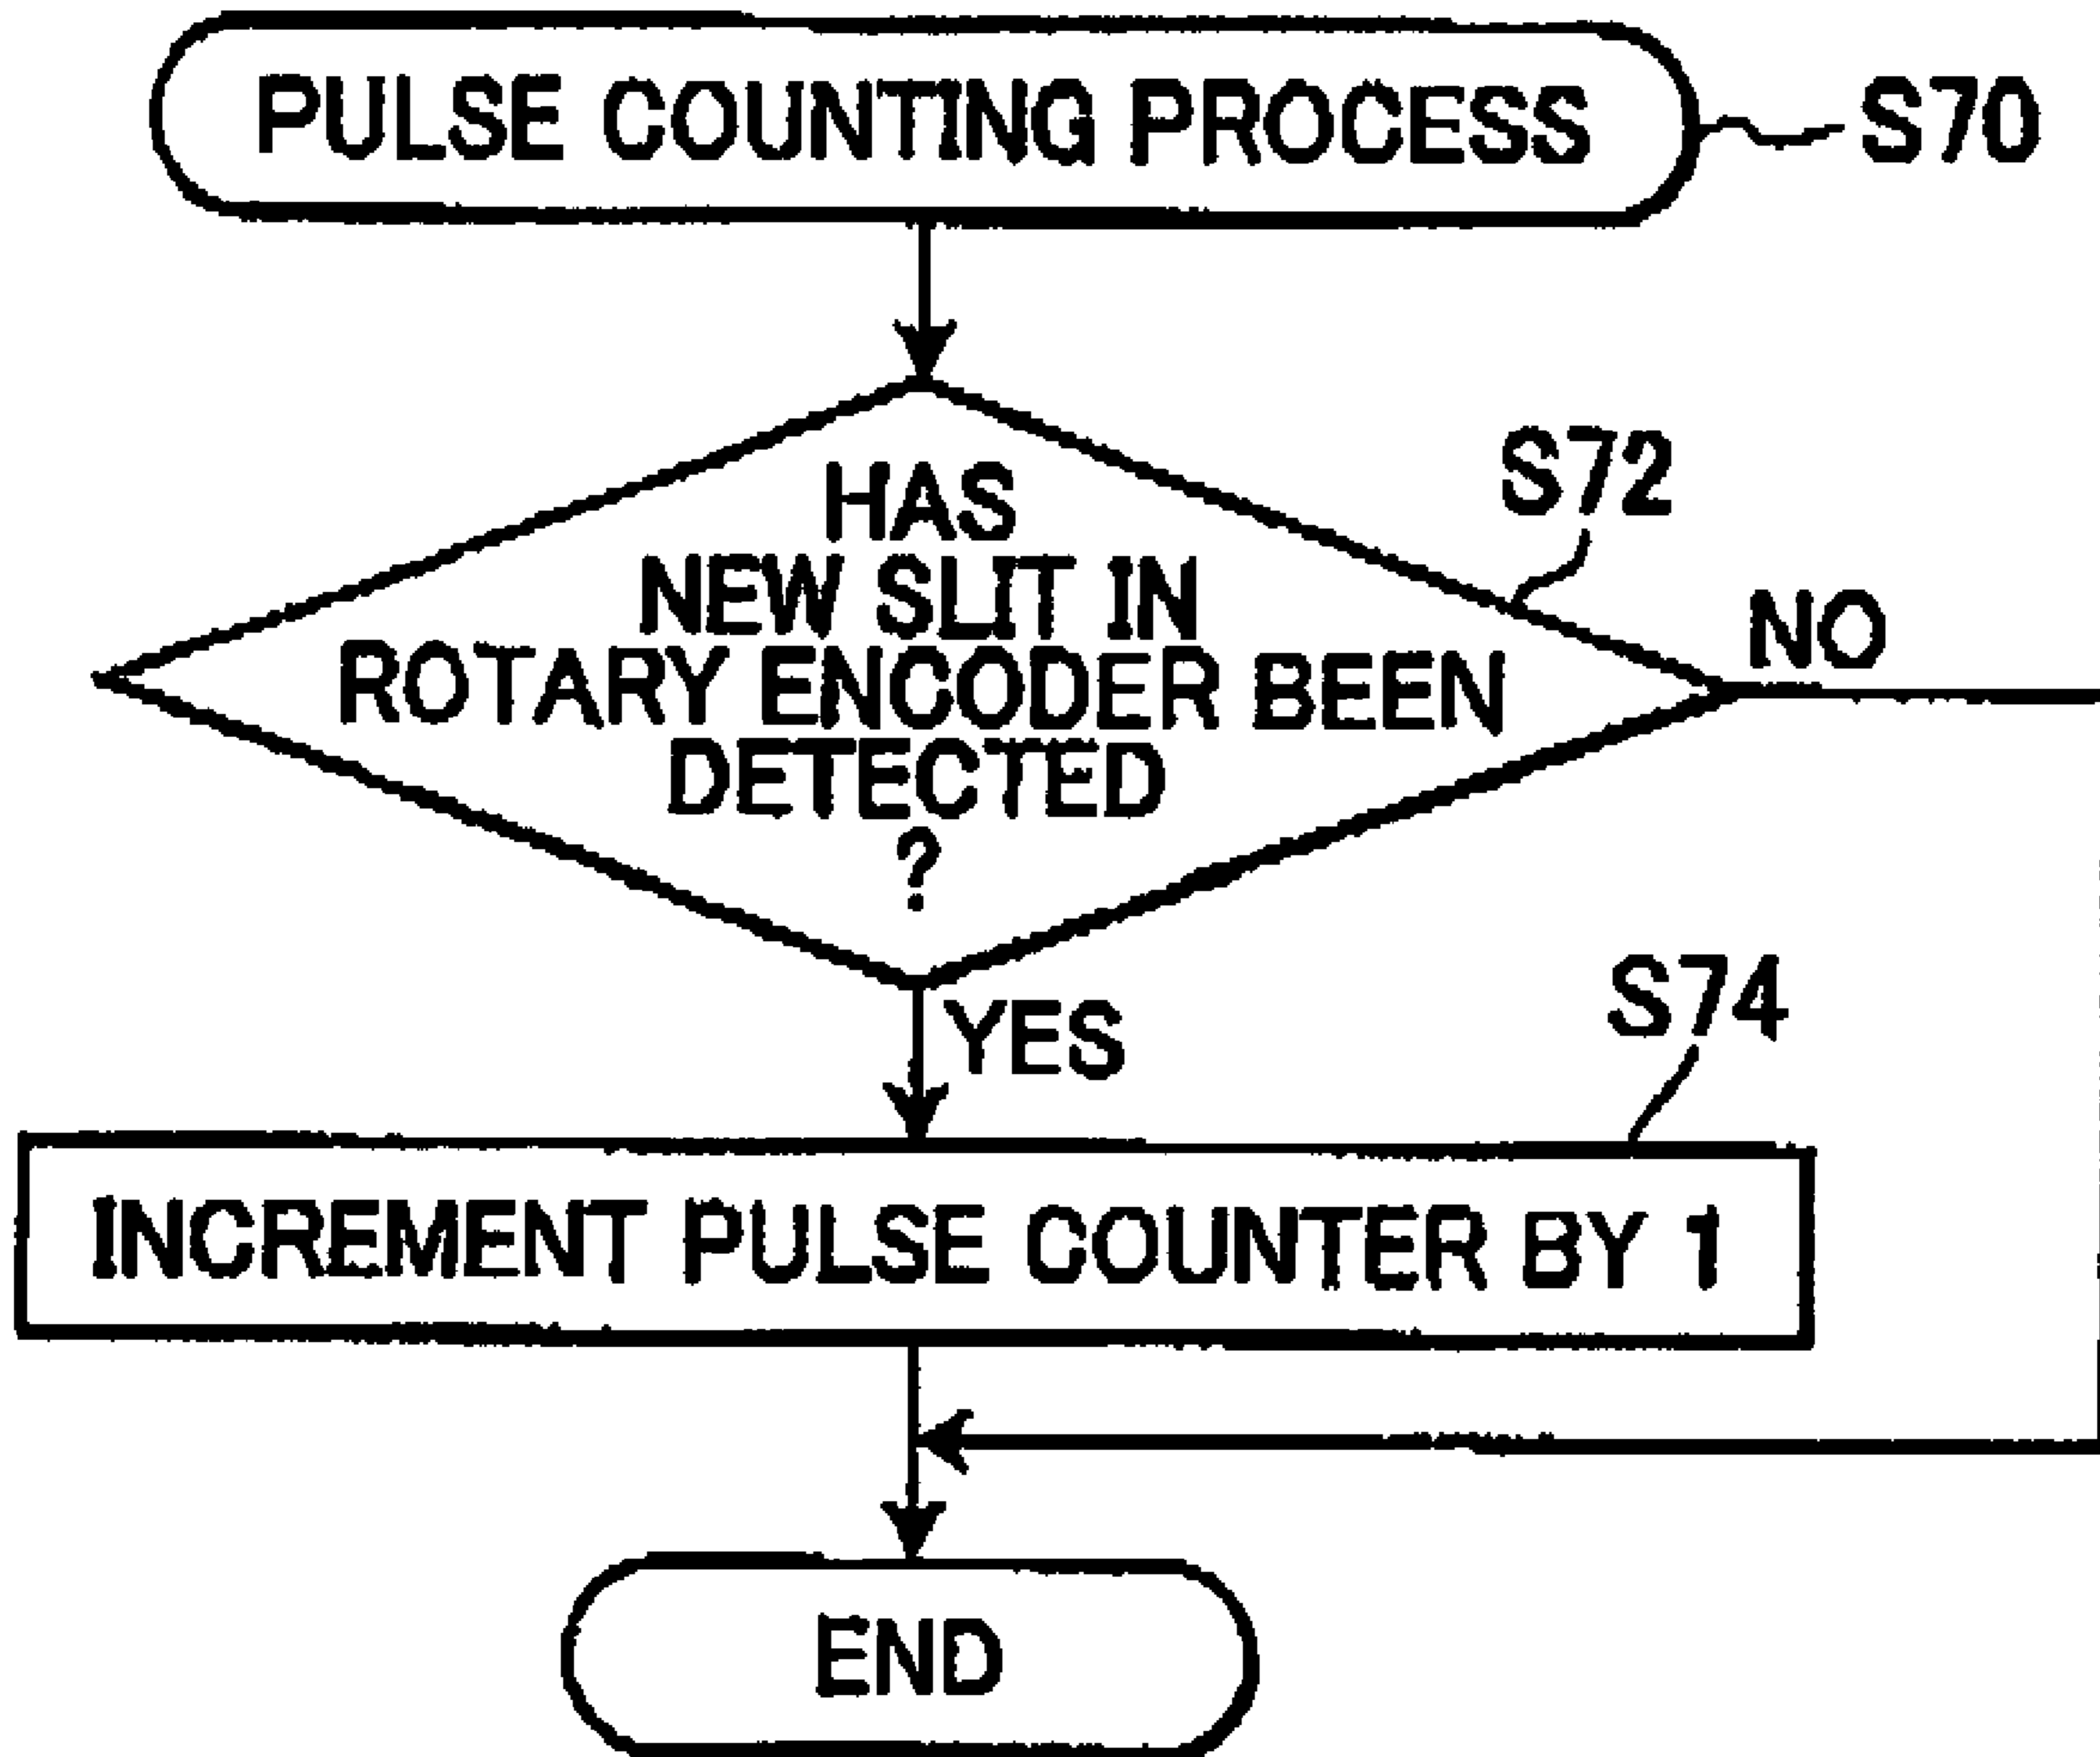 PULSE COUNTING PROCESS
S70
S72
HAS
NEW SLIT IN
ROTARY ENCODER BEEN
DETECTED
?
NO
YES
S74
INCREMENT PULSE COUNTER BY 1
END